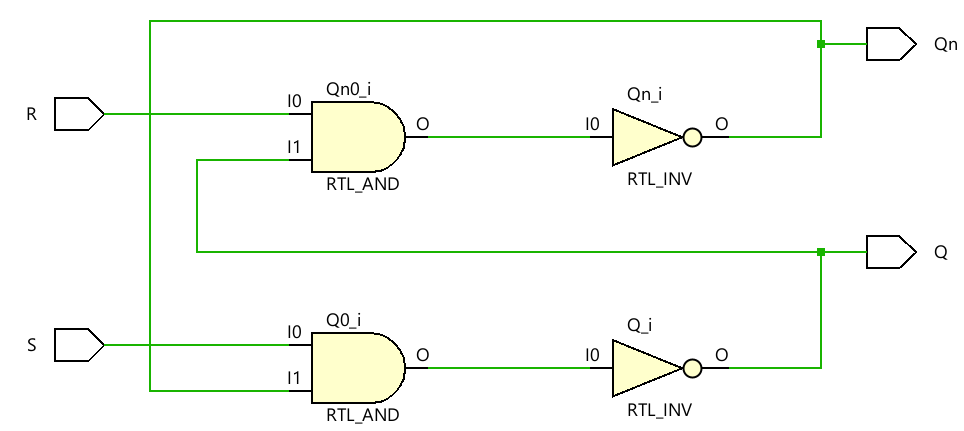 Qn
Qn0_i
Qn_i
R
I0
O
I0
O
I1
RTL_AND
RTL_INV
Q
Q0_i
Q_i
S
I0
O
I0
O
I1
RTL_AND
RTL_INV